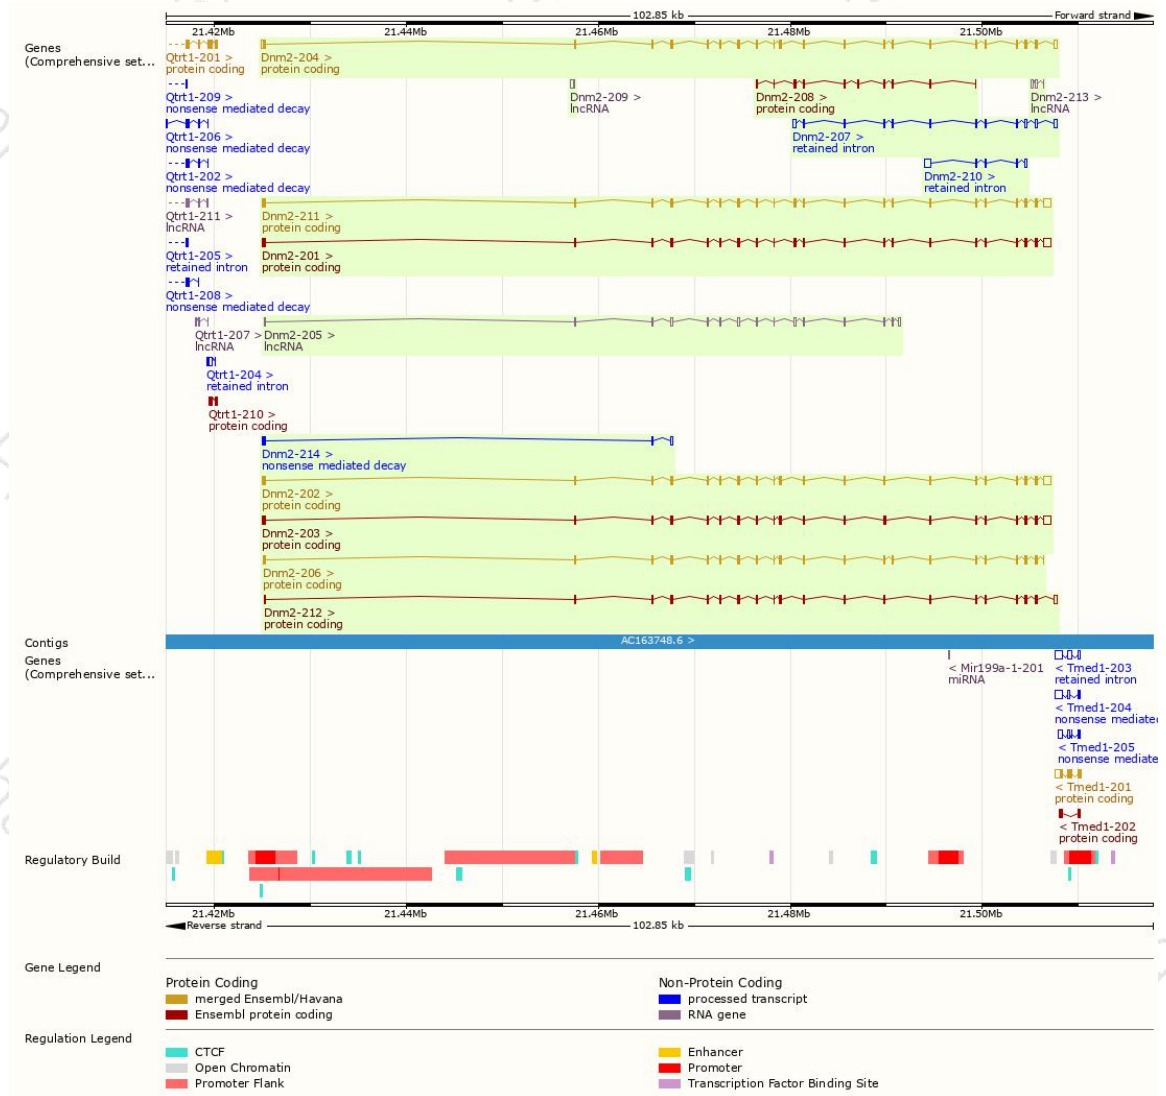 102.85 kb Forward strand
21.42Mb 21.44Mb 21.46Mb 21.48Mb 21.50Mb
Genes
(Comprehensive set...
Qtrt1-201 > Dnm2-204 >
protein coding protein coding
Qtrt1-209 > Dnm2-209 > Dnm2-208 > Dnm2-213 >
nonsense mediated decay lncRNA protein coding lncRNA
Qtrt1-206 > Dnm2-207 >
nonsense mediated decay retained intron
Qtrt1-202 > Dnm2-210 >
nonsense mediated decay retained intron
Qtrt1-211 > Dnm2-211 >
lncRNA protein coding
Qtrt1-205 > Dnm2-201 >
retained intron protein coding
Qtrt1-208 >
nonsense mediated decay
Qtrt1-207 > Dnm2-205 >
lncRNA lncRNA
Qtrt1-204 >
retained intron
Qtrt1-210 >
protein coding
Dnm2-214 >
nonsense mediated decay
Dnm2-202 >
protein coding
Dnm2-203 >
protein coding
Dnm2-206 >
protein coding
Dnm2-212 >
protein coding
Contigs AC163748.6 >
Genes
(Comprehensive set...
< Mir199a-1-201 < Tmed1-203
miRNA retained intron
< Tmed1-204
nonsense mediate
< Tmed1-205
nonsense mediate
< Tmed1-201
protein coding
< Tmed1-202
protein coding
Regulatory Build
21.42Mb 21.44Mb 21.46Mb 21.48Mb 21.50Mb
Reverse strand 102.85 kb
Gene Legend
Protein Coding Non-Protein Coding
merged Ensembl/Havana processed transcript
Ensembl protein coding RNA gene
Regulation Legend
CTCF Enhancer
Open Chromatin Promoter
Promoter Flank Transcription Factor Binding Site